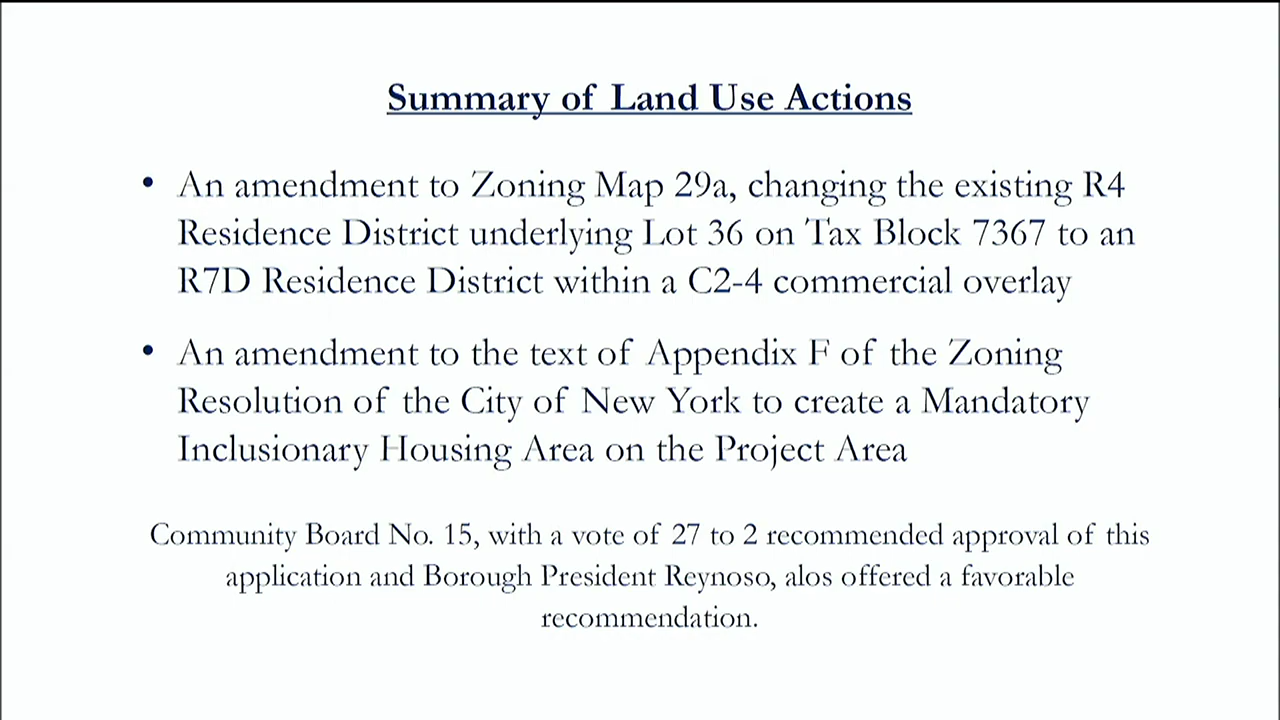 Summary of Land Use Actions
• An amendment to Zoning Map 29a, changing the existing R4
Residence District underlying Lot 36 on Tax Block 7367 to an
R7D Residence District within a C2-4 commercial overlay
• An amendment to the text of Appendix F of the Zoning
Resolution of the City of New York to create a Mandatory
Inclusionary Housing Area on the Project Area
Community Board No. 15, with a vote of 27 to 2 recommended approval of this
application and Borough President Reynoso, alos offered a favorable
recommendation.